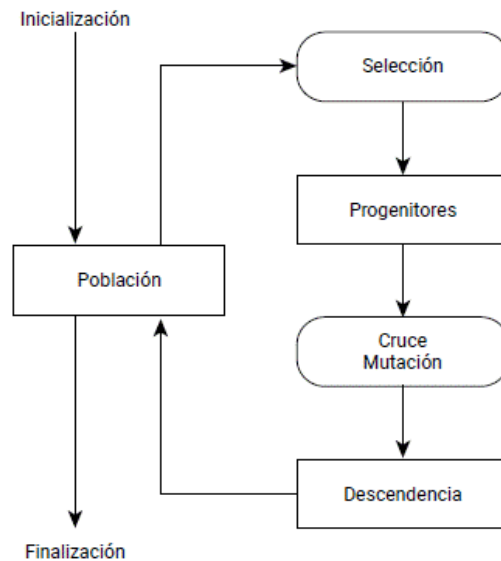 Inicialización
Selección
Progenitores
Población
Cruce
Mutación
Descendencia
Finalización